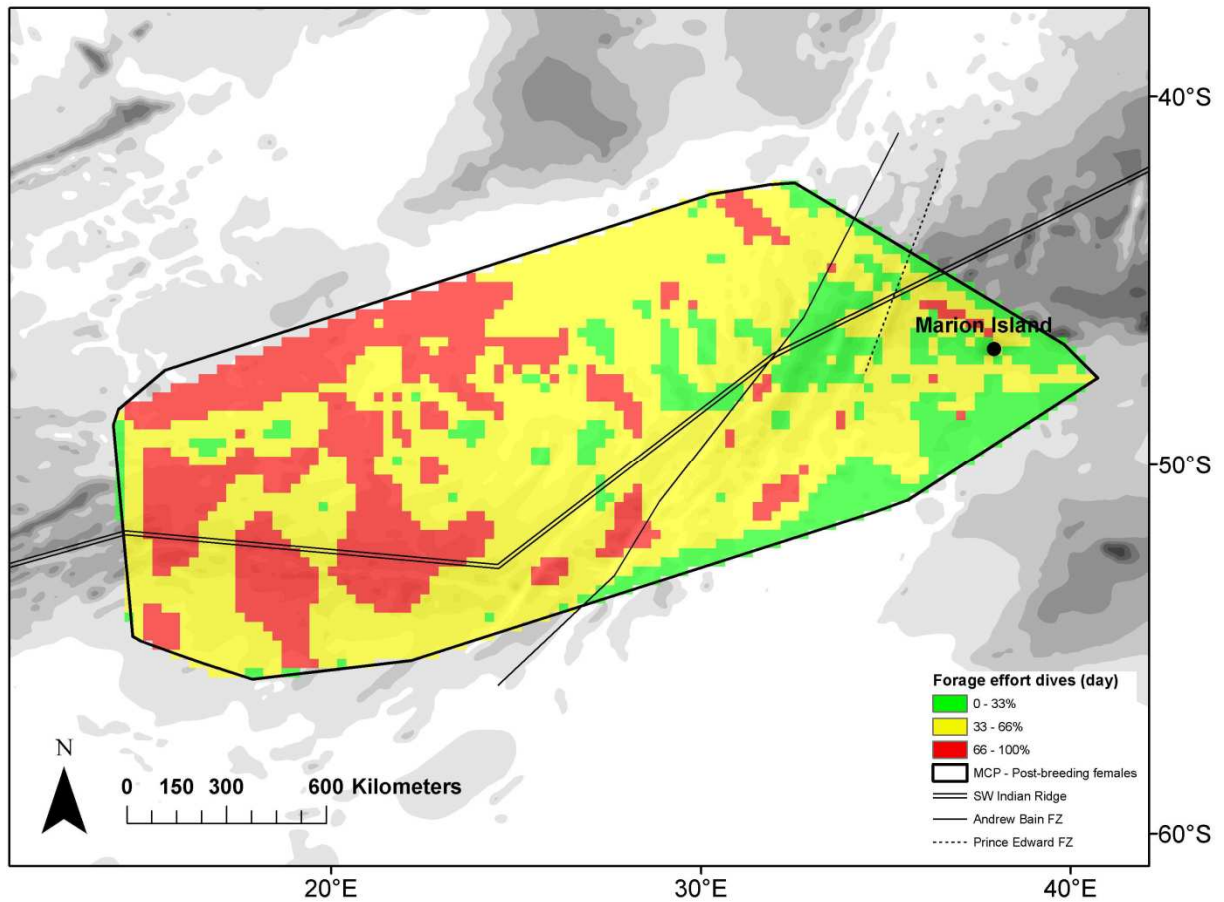 40°S
Marion Island
50°S
Forage effort dives (day)
0 - 33%
33 - 66%
66 - 100%
MCP - Post-breeding females
SW Indian Ridge
Andrew Bain FZ
Prince Edward FZ
N
0 150 300 600 Kilometers
60°S
20°E 30°E 40°E